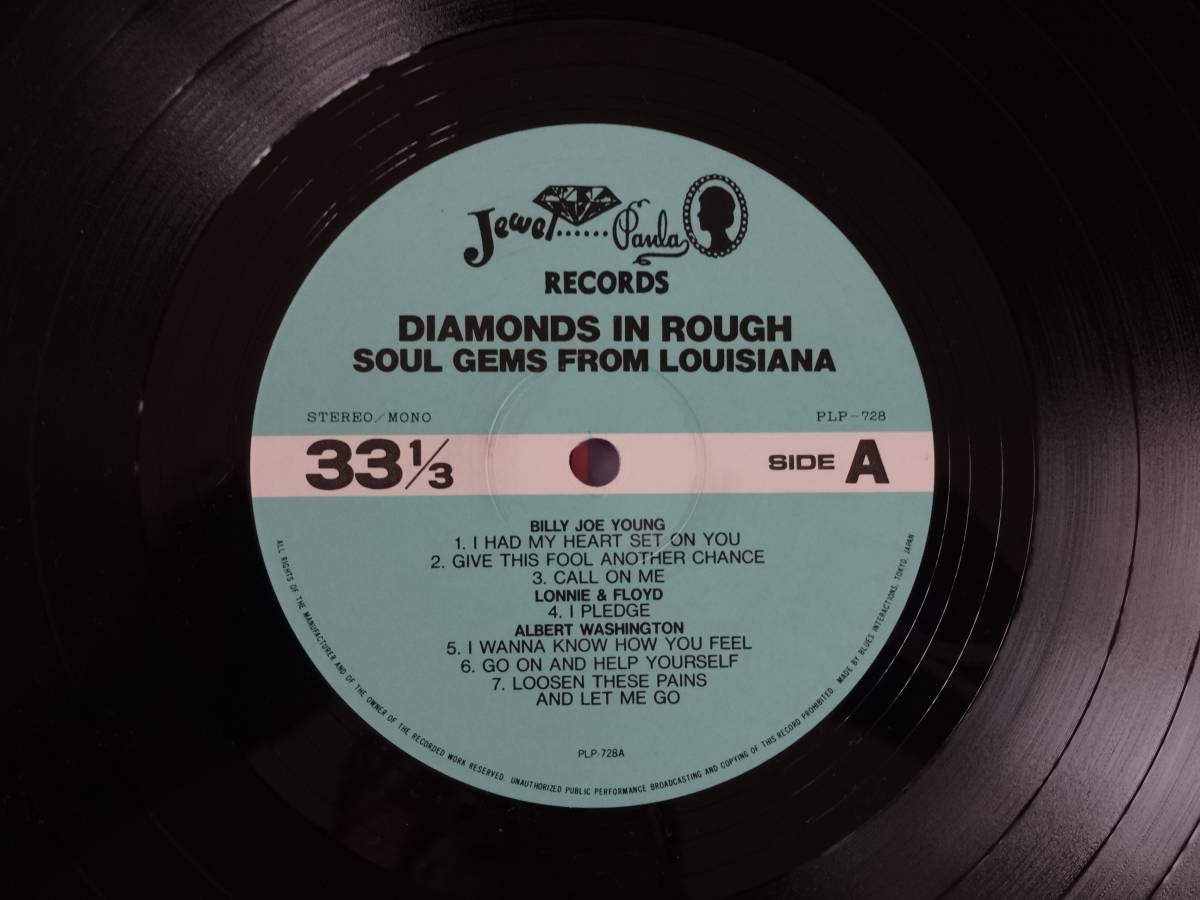 Jewel...... Paula
RECORDS
DIAMONDS IN ROUGH
SOUL GEMS FROM LOUISIANA
STEREO/MONO
PLP-728
33 1/3
SIDE A
BILLY JOE YOUNG
1. I HAD MY HEART SET ON YOU
2. GIVE THIS FOOL ANOTHER CHANCE
3. CALL ON ME
LONNIE & FLOYD
4. I PLEDGE
ALBERT WASHINGTON
5. I WANNA KNOW HOW YOU FEEL
6. GO ON AND HELP YOURSELF
7. LOOSEN THESE PAINS
AND LET ME GO
PLP-728A
ALL RIGHTS OF THE MANUFACTURER AND OF THE OWNER OF THE RECORDED WORK RESERVED. UNAUTHORIZED PUBLIC PERFORMANCE BROADCASTING AND COPYING OF THIS RECORD PROHIBITED. MADE BY BLUES INTERACTIONS, TOKYO, JAPAN